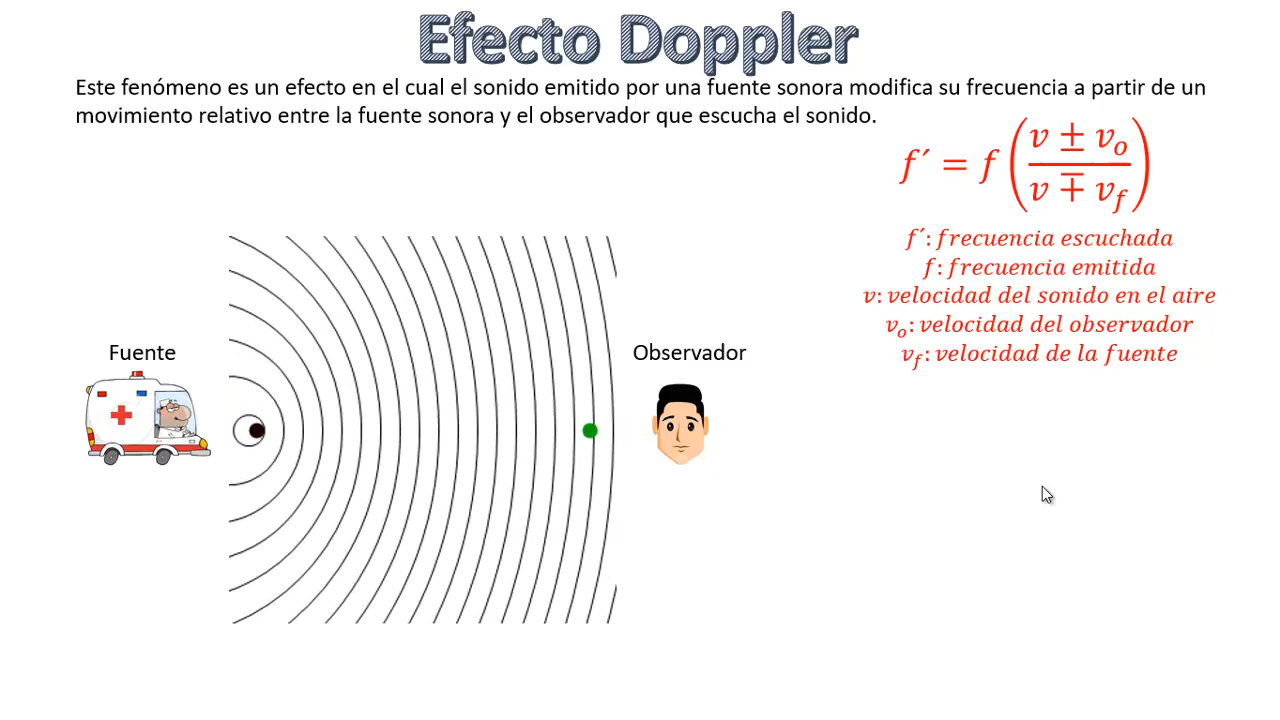 Efecto Doppler
Este fenómeno es un efecto en el cual el sonido emitido por una fuente sonora modifica su frecuencia a partir de un
movimiento relativo entre la fuente sonora y el observador que escucha el sonido.
f´ = f (v ± vₒ / v ∓ v_f)
f´: frecuencia escuchada
f: frecuencia emitida
v: velocidad del sonido en el aire
vₒ: velocidad del observador
v_f: velocidad de la fuente
Fuente
Observador